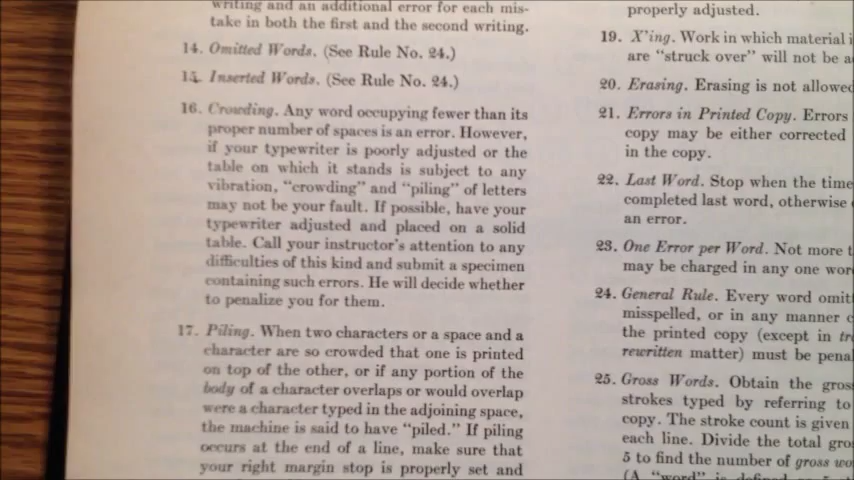 writing and an additional error for each mis-
take in both the first and the second writing.
14. Omitted Words. (See Rule No. 24.)
15. Inserted Words. (See Rule No. 24.)
16. Crowding. Any word occupying fewer than its
proper number of spaces is an error. However,
if your typewriter is poorly adjusted or the
table on which it stands is subject to any
vibration, "crowding" and "piling" of letters
may not be your fault. If possible, have your
typewriter adjusted and placed on a solid
table. Call your instructor's attention to any
difficulties of this kind and submit a specimen
containing such errors. He will decide whether
to penalize you for them.
17. Piling. When two characters or a space and a
character are so crowded that one is printed
on top of the other, or if any portion of the
body of a character overlaps or would overlap
were a character typed in the adjoining space,
the machine is said to have "piled." If piling
occurs at the end of a line, make sure that
your right margin stop is properly set and
properly adjusted.
19. X'ing. Work in which material
are "struck over" will not be
20. Erasing. Erasing is not allowed
21. Errors in Printed Copy. Errors
copy may be either corrected
in the copy.
22. Last Word. Stop when the time
completed last word, otherwise
an error.
23. One Error per Word. Not more
may be charged in any one
24. General Rule. Every word
misspelled, or in any manner
the printed copy (except in
rewritten matter) must be
25. Gross Words. Obtain the
strokes typed by referring to
copy. The stroke count is given
each line. Divide the total
5 to find the number of gross
(A "word" is defined